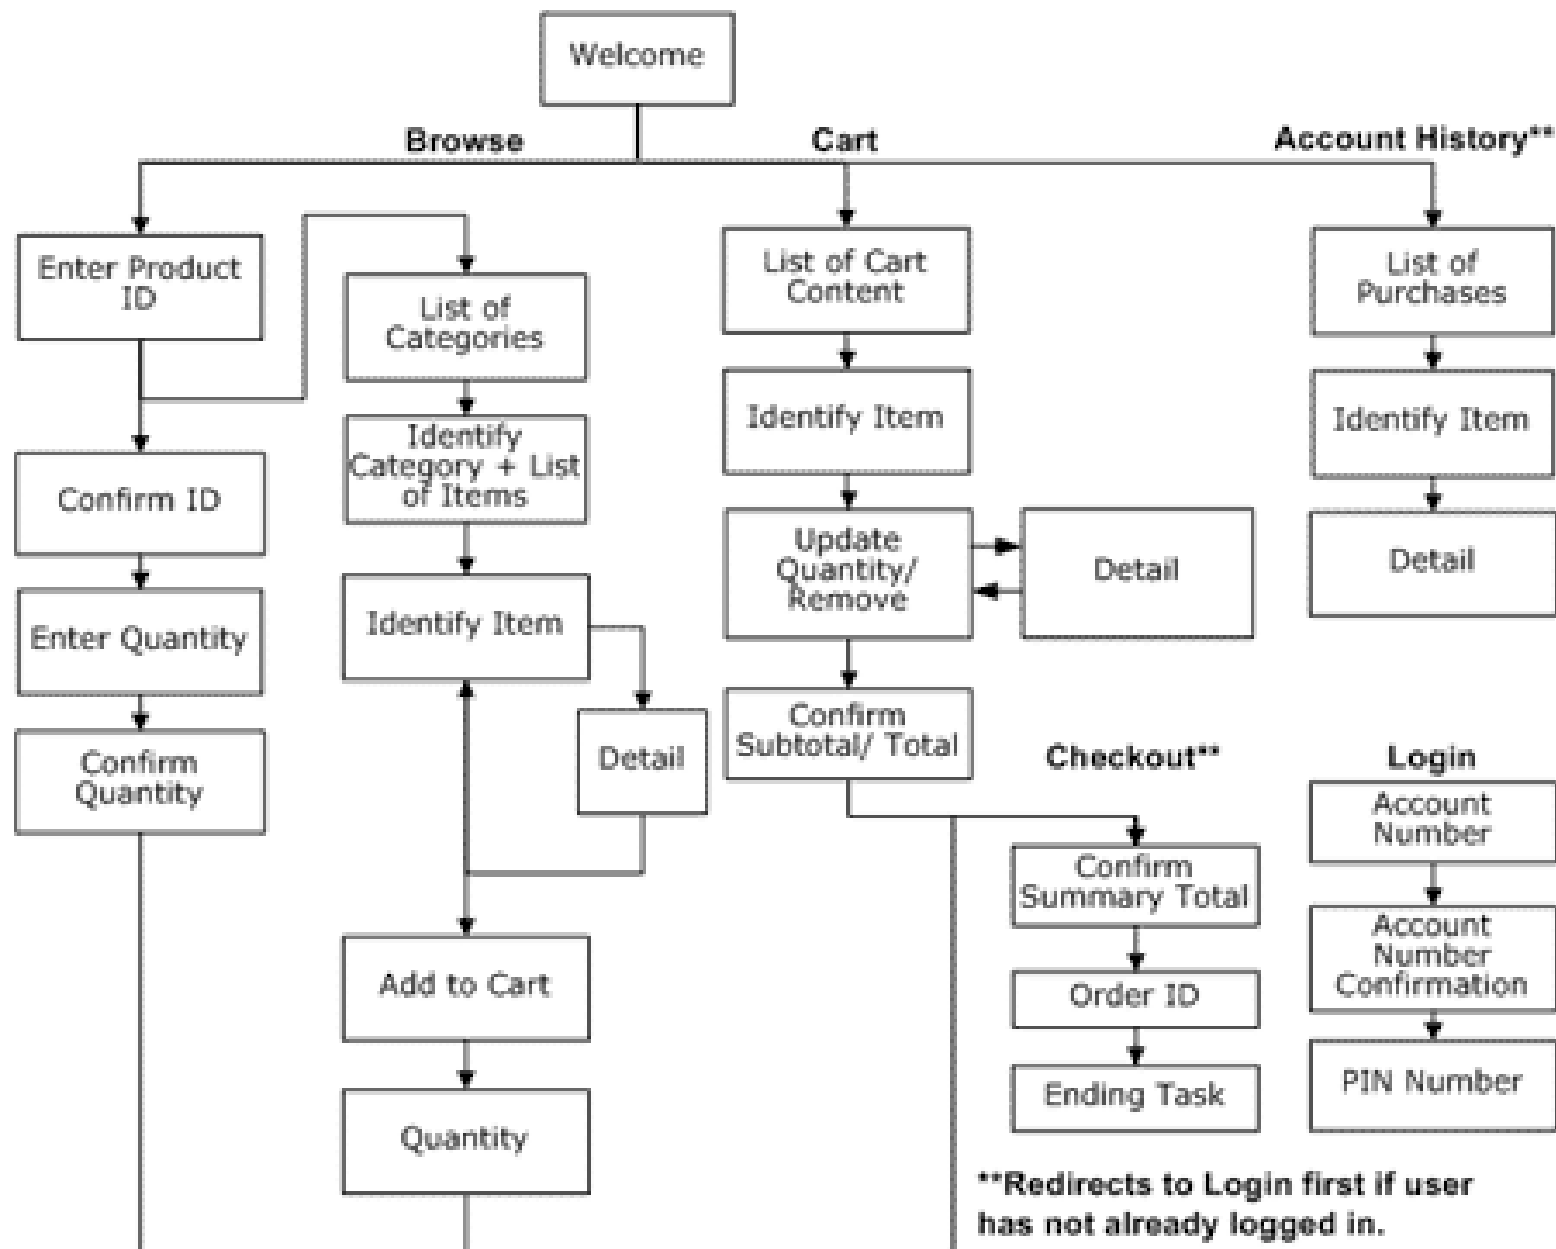 Welcome
Browse
Cart
Account History**
Enter Product
ID
Confirm ID
Enter Quantity
Confirm
Quantity
List of
Categories
Identify
Category + List
of Items
Identify Item
Detail
Add to Cart
Quantity
List of Cart
Content
Identify Item
Update
Quantity/
Remove
Detail
Confirm
Subtotal/ Total
Checkout**
Confirm
Summary Total
Order ID
Ending Task
List of
Purchases
Identify Item
Detail
Login
Account
Number
Account
Number
Confirmation
PIN Number
**Redirects to Login first if user
has not already logged in.